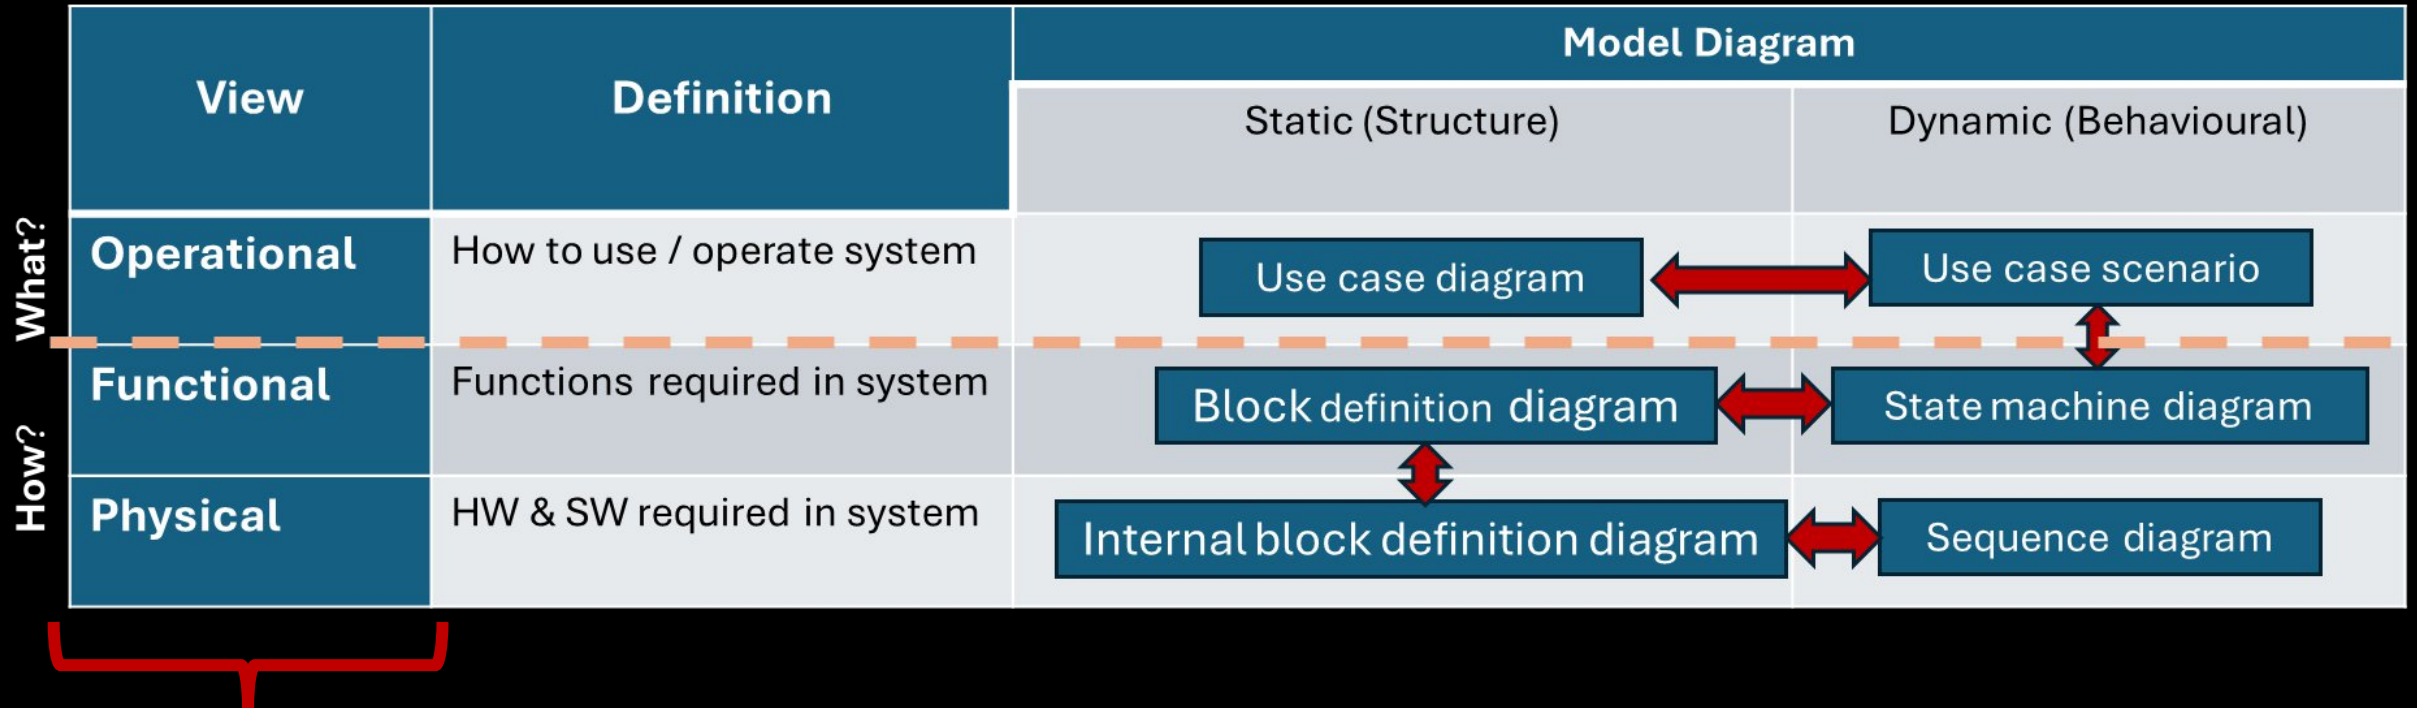 Model Diagram
View
Definition
Static (Structure)
Dynamic (Behavioural)
What?
Operational
How to use / operate system
Use case diagram
Use case scenario
How?
Functional
Functions required in system
Block definition diagram
State machine diagram
Physical
HW & SW required in system
Internal block definition diagram
Sequence diagram